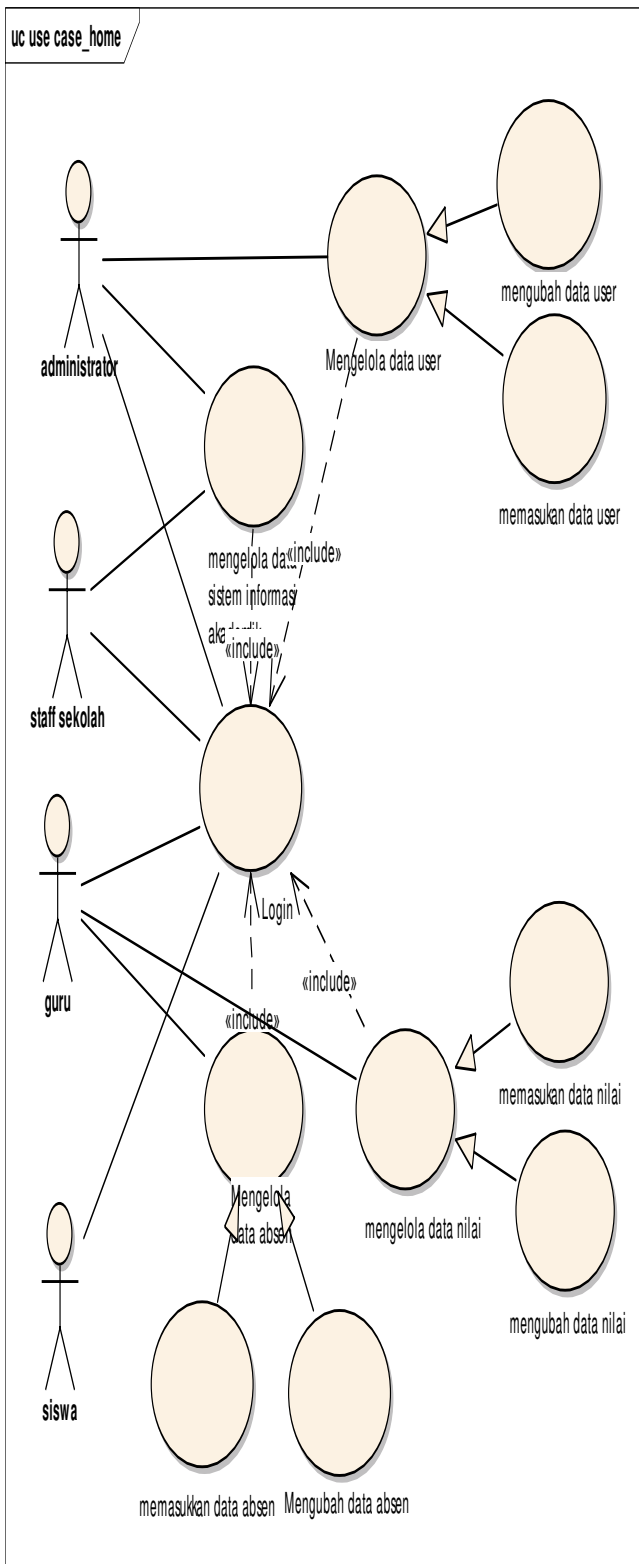 uc use case_home
administrator
mengubah data user
Mengelola data user
memasukan data user
staff sekolah
mengelola
sistem informasi
«include»
«include»
guru
Login
«include»
«include»
memasukan data nilai
Mengelola
data absen
mengelola data nilai
mengubah data nilai
siswa
memasukkan data absen
Mengubah data absen